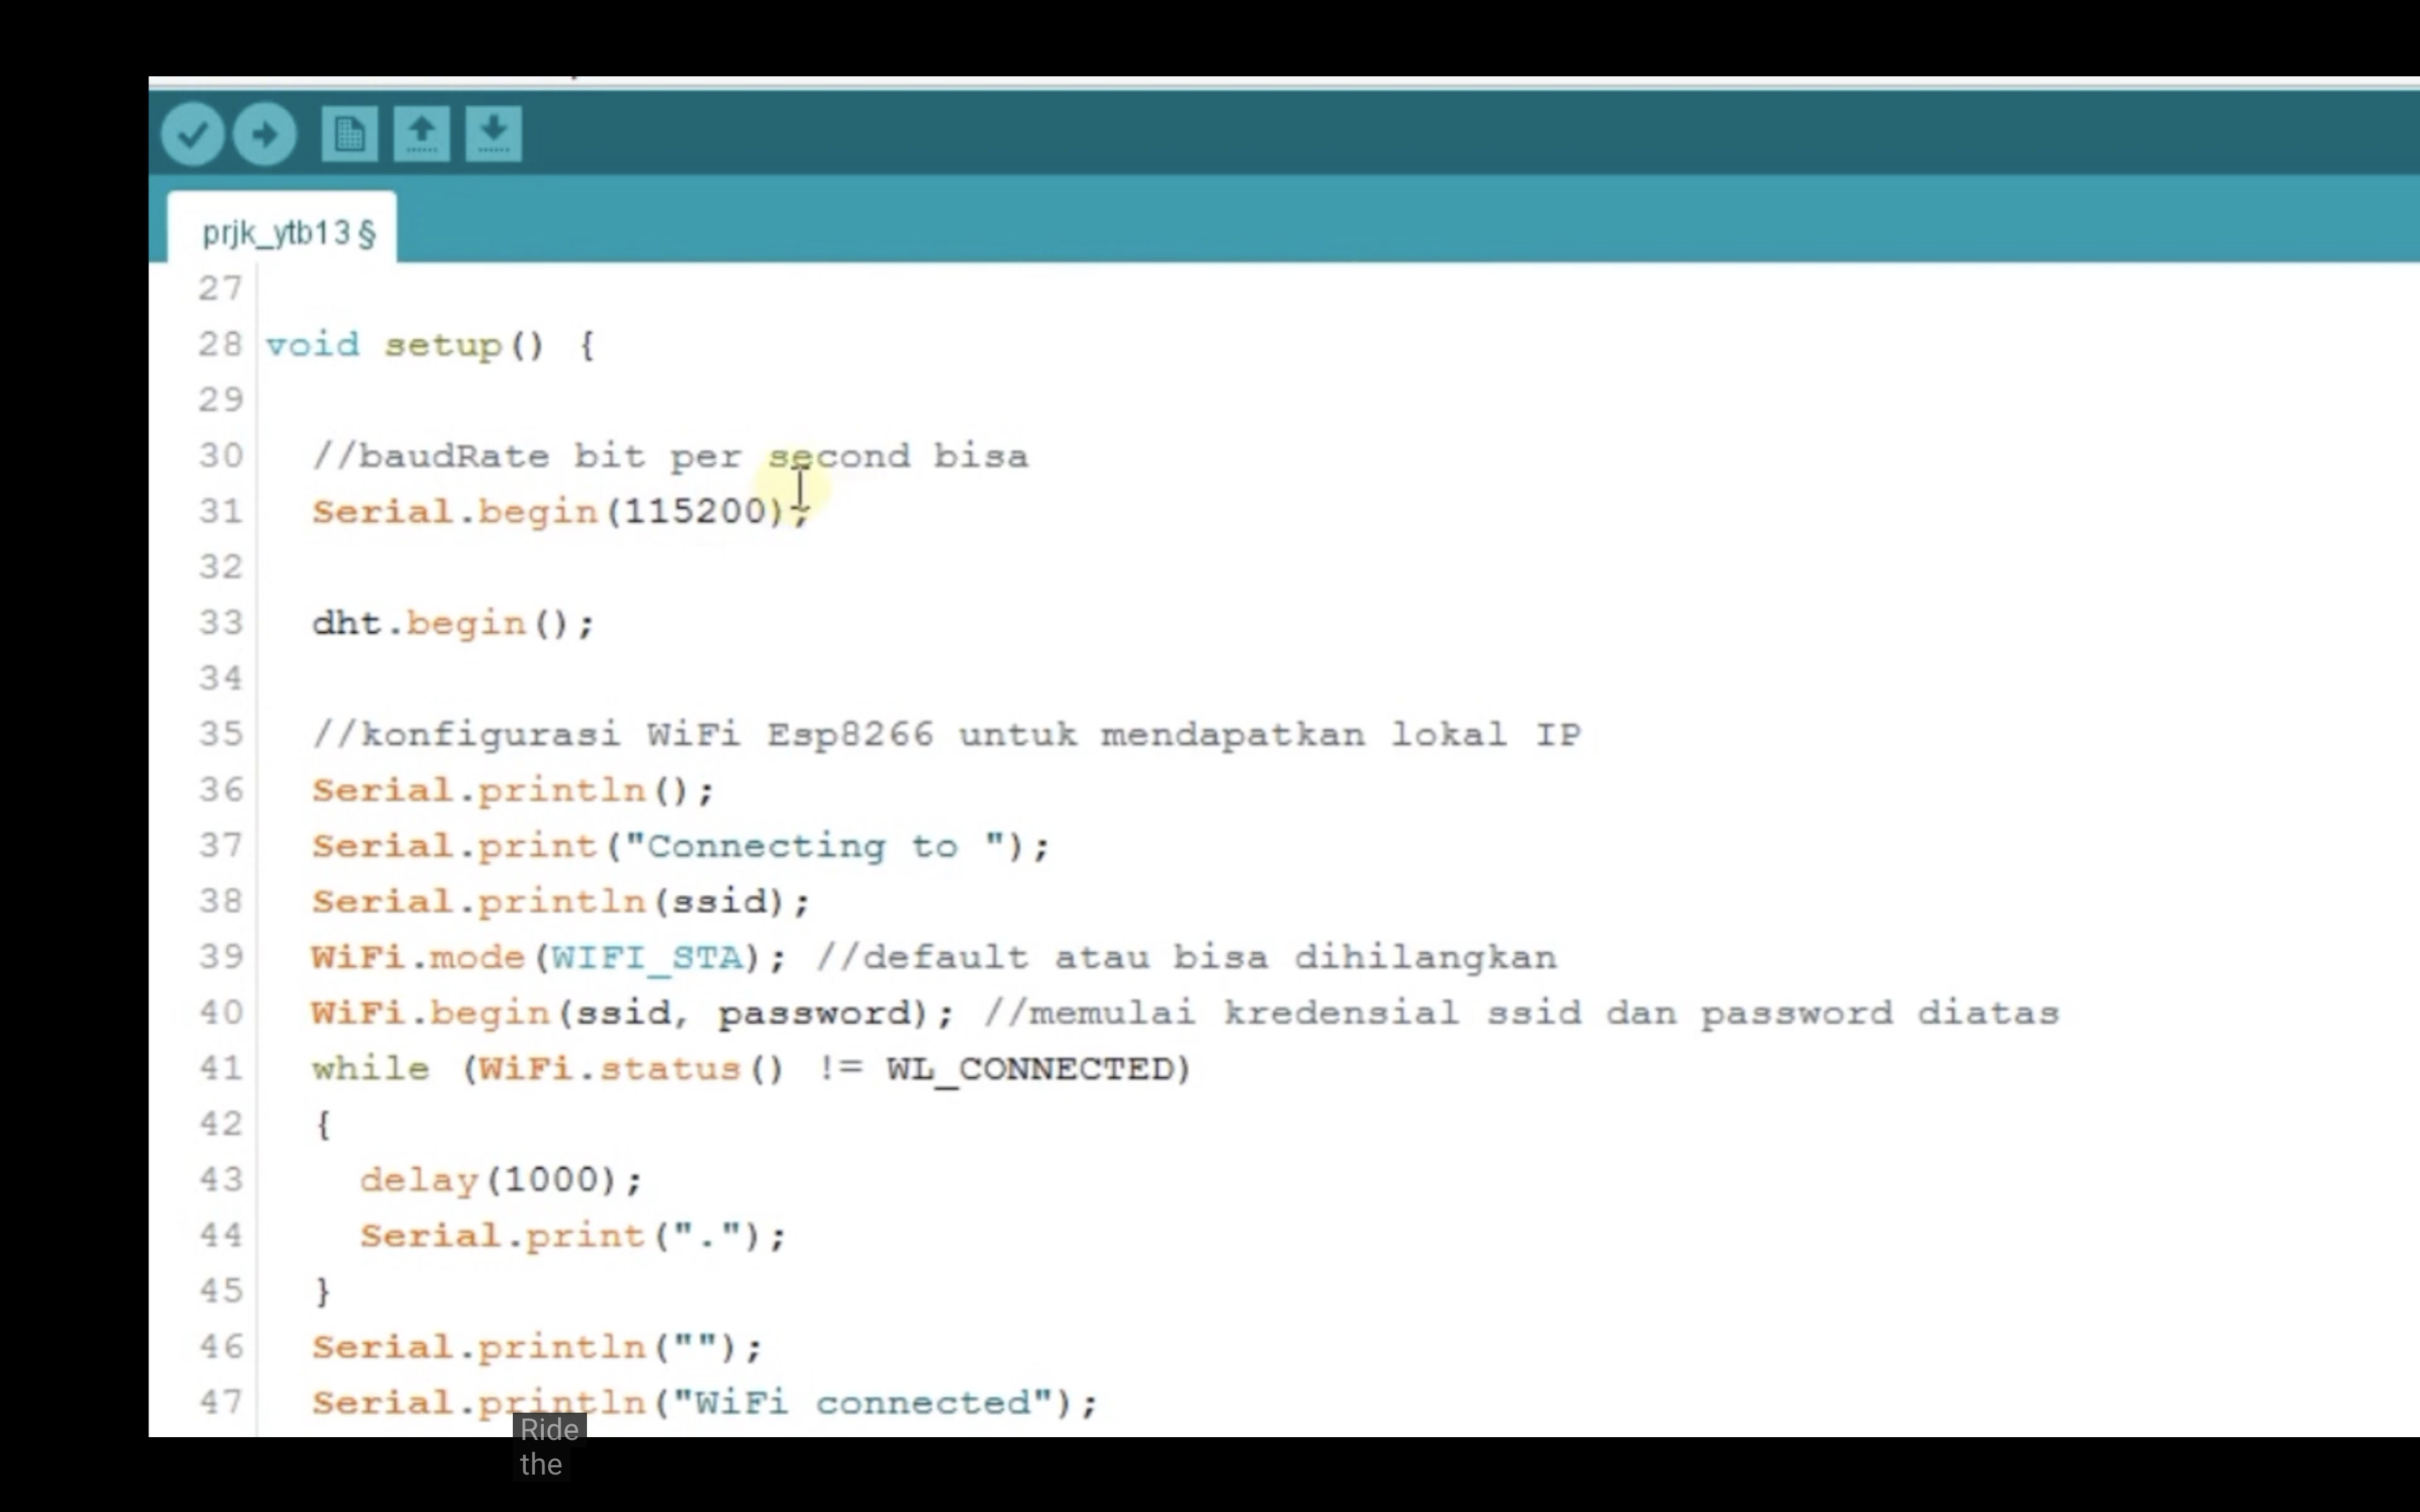 prjk_ytb13 §
27
28 void setup() {
29
30 //baudRate bit per second bisa
31 Serial.begin(115200);
32
33 dht.begin();
34
35 //konfigurasi WiFi Esp8266 untuk mendapatkan lokal IP
36 Serial.println();
37 Serial.print("Connecting to ");
38 Serial.println(ssid);
39 WiFi.mode(WIFI_STA); //default atau bisa dihilangkan
40 WiFi.begin(ssid, password); //memulai kredensial ssid dan password diatas
41 while (WiFi.status() != WL_CONNECTED)
42 {
43 delay(1000);
44 Serial.print(".");
45 }
46 Serial.println("");
47 Serial.println("WiFi connected");
Ride
the